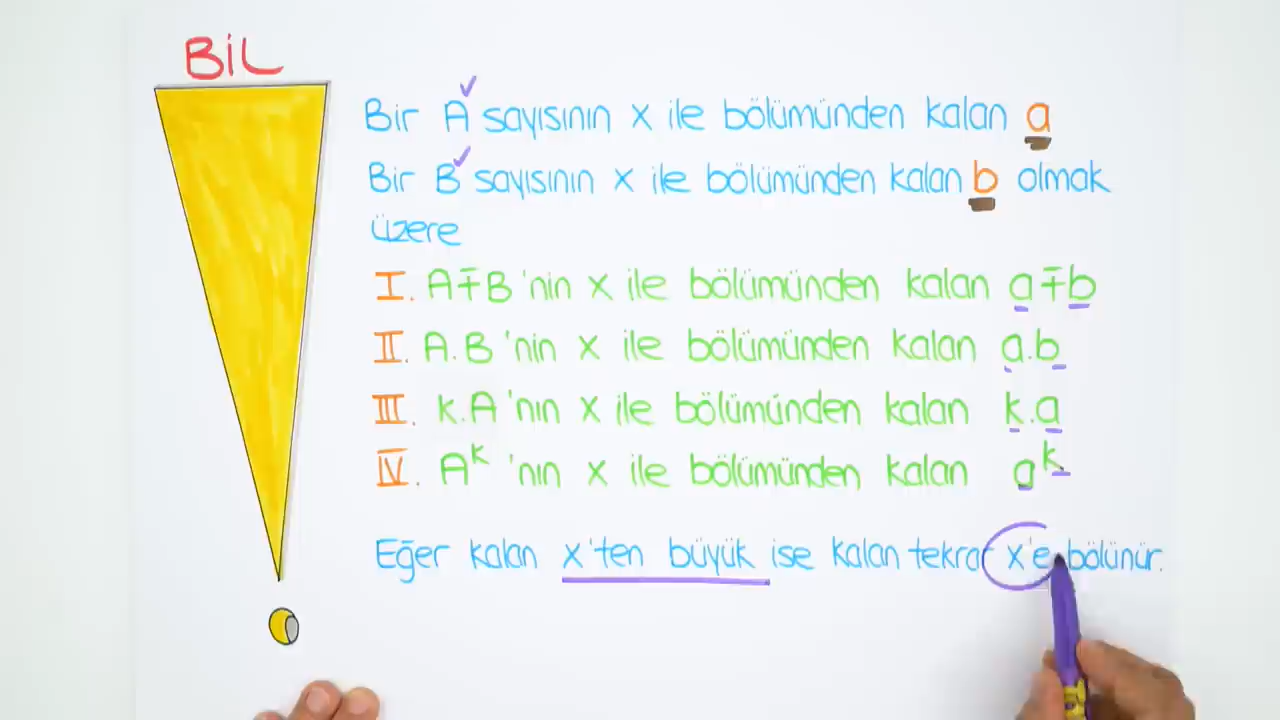 BİL
Bir A sayısının x ile bölümünden kalan a
Bir B sayısının x ile bölümünden kalan b olmak
üzere
I. A∓B'nin x ile bölümünden kalan a∓b
II. A.B'nin x ile bölümünden kalan a.b
III. k.A'nın x ile bölümünden kalan k.a
IV. A^k 'nın x ile bölümünden kalan a^k
Eğer kalan x'ten büyük ise kalan tekrar x'e bölünür.